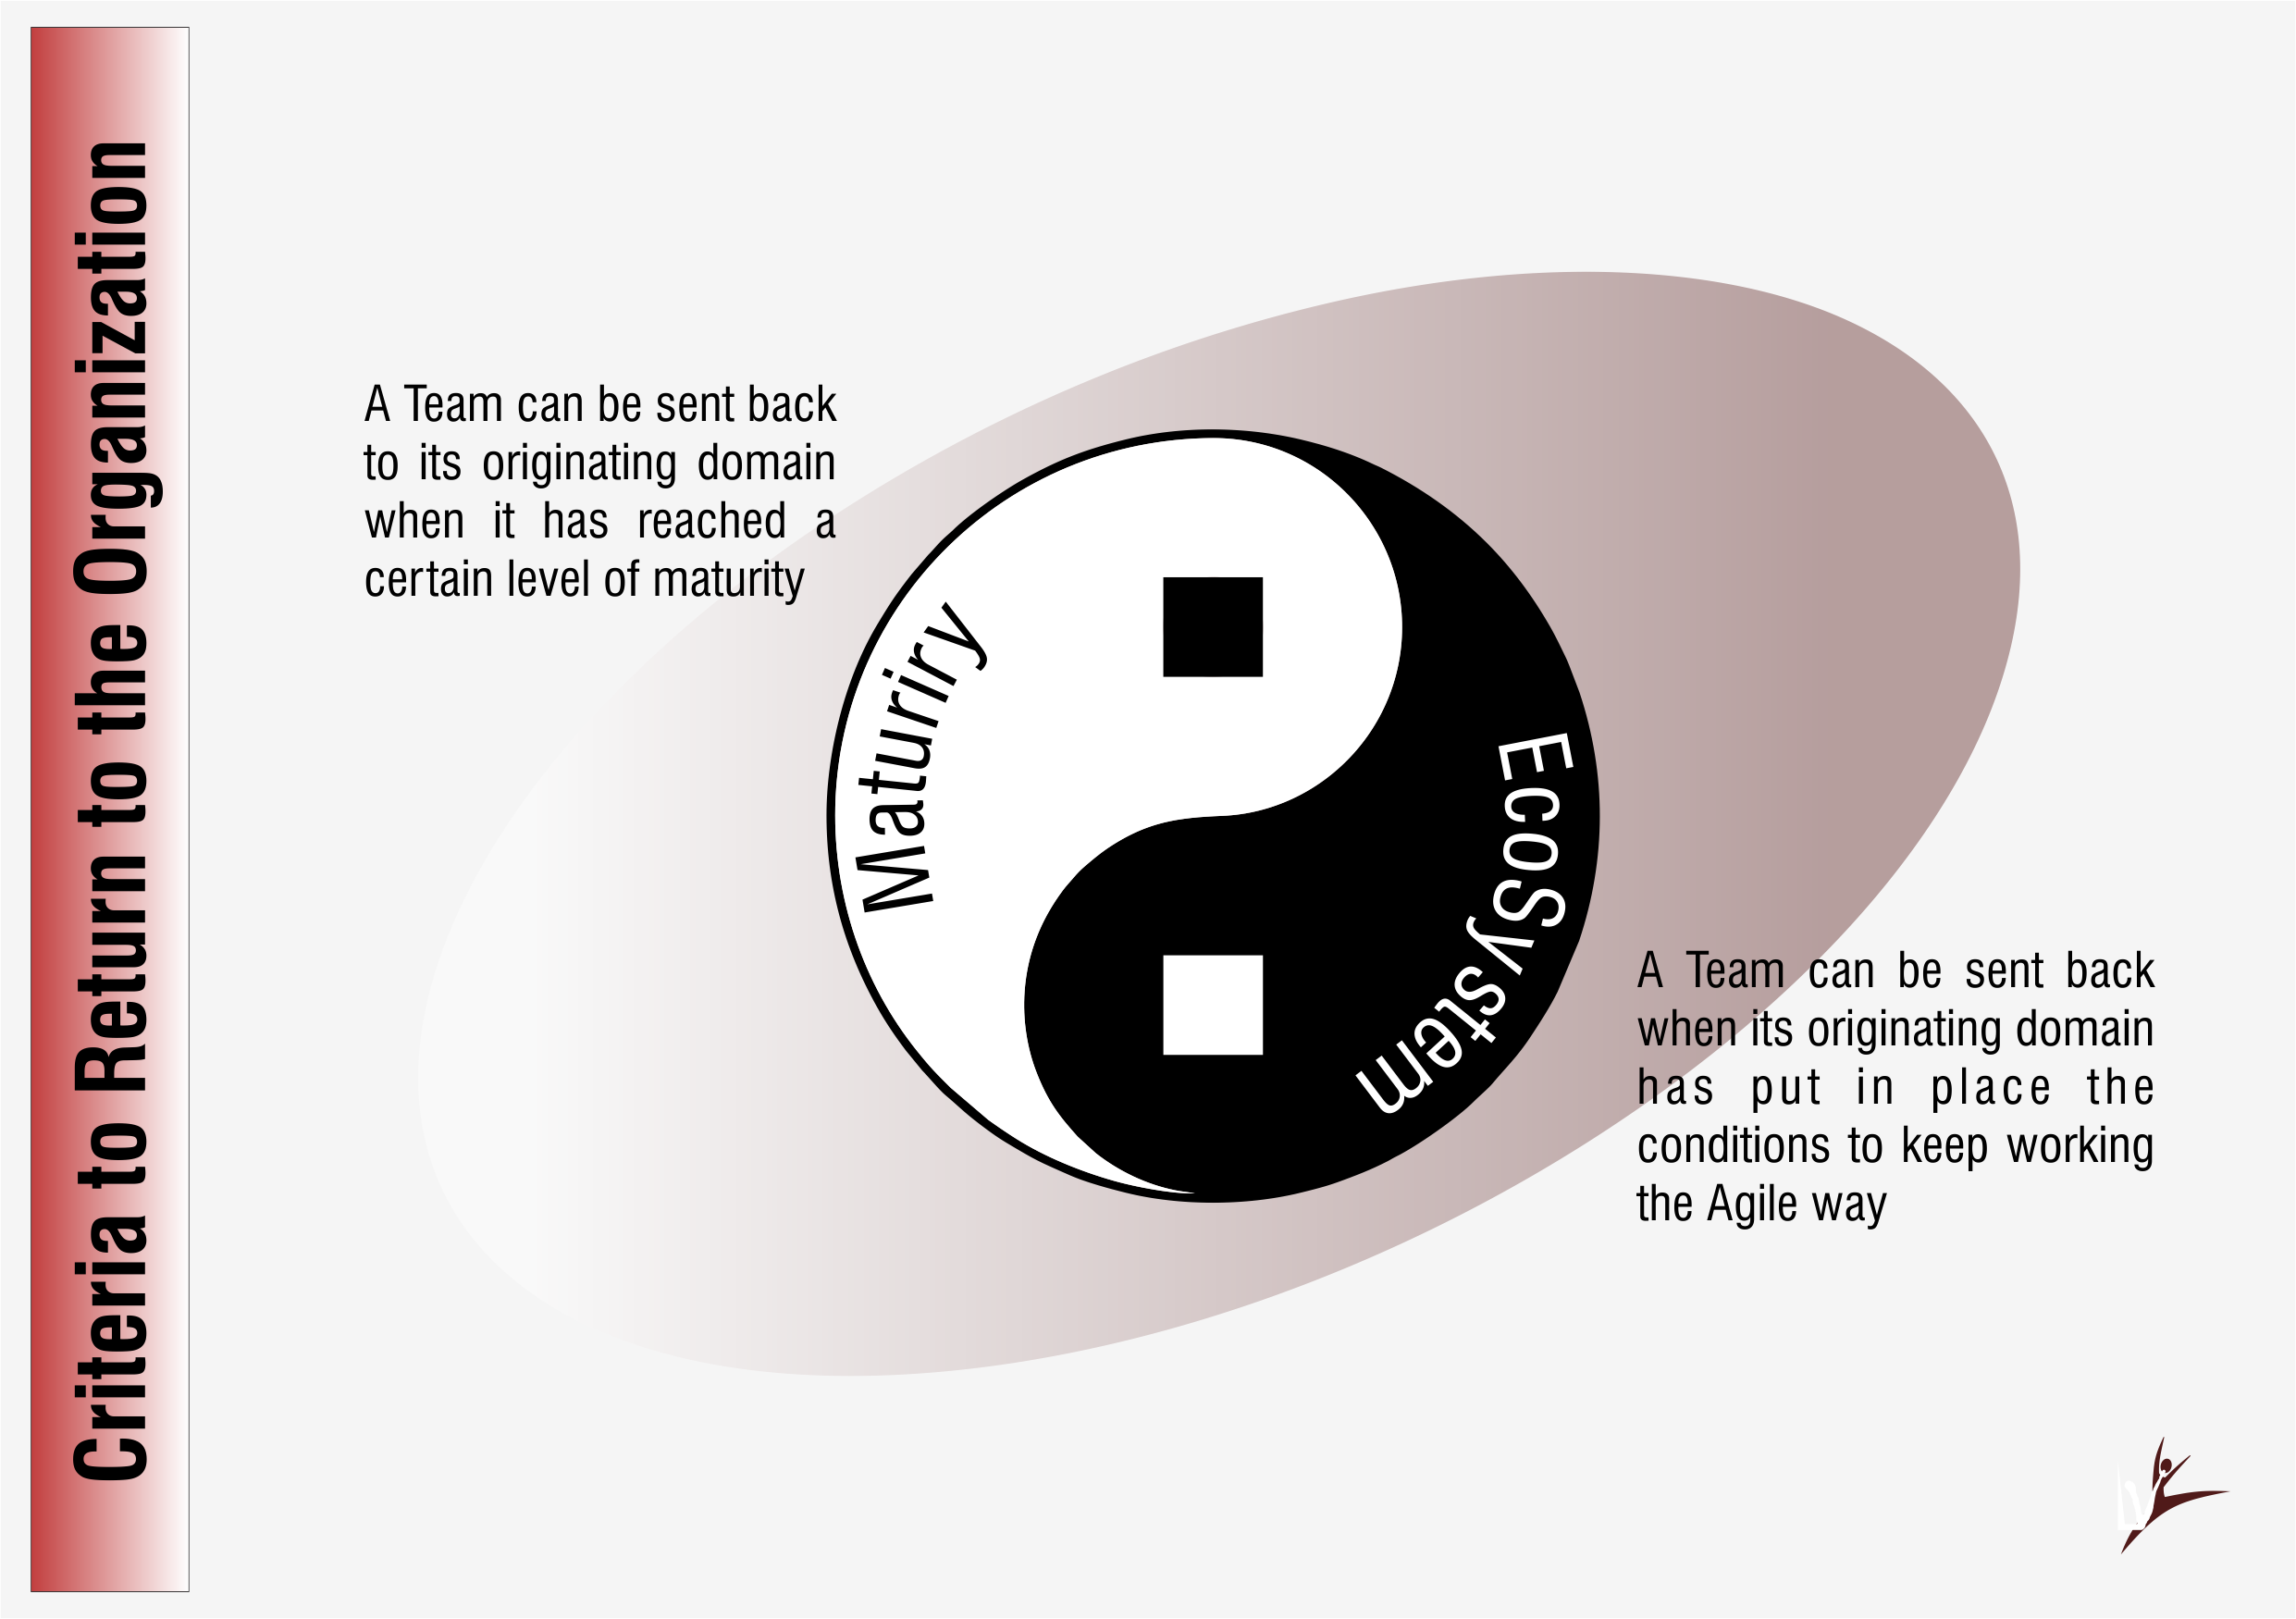 Criteria to Return to the Organization
A Team can be sent back
to its originating domain
when it has reached a
certain level of maturity
Maturiry
EcoSystem
A Team can be sent back
when its originating domain
has put in place the
conditions to keep working
the Agile way